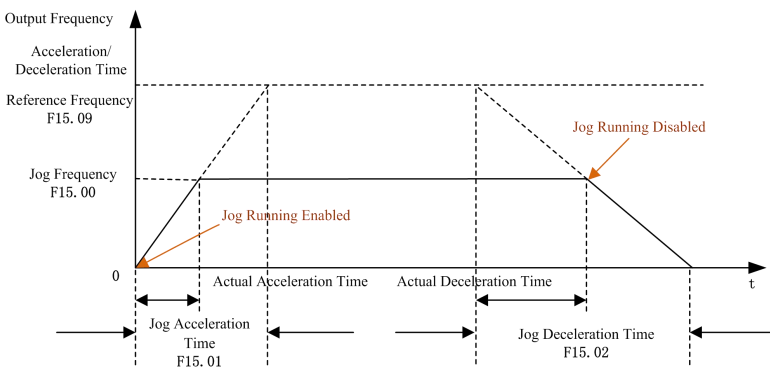 Output Frequency
Acceleration/
Deceleration Time
Reference Frequency
F15.09
Jog Running Disabled
Jog Frequency
F15.00
Jog Running Enabled
0
Actual Acceleration Time
Actual Deceleration Time
t
Jog Acceleration
Time
F15.01
Jog Deceleration Time
F15.02